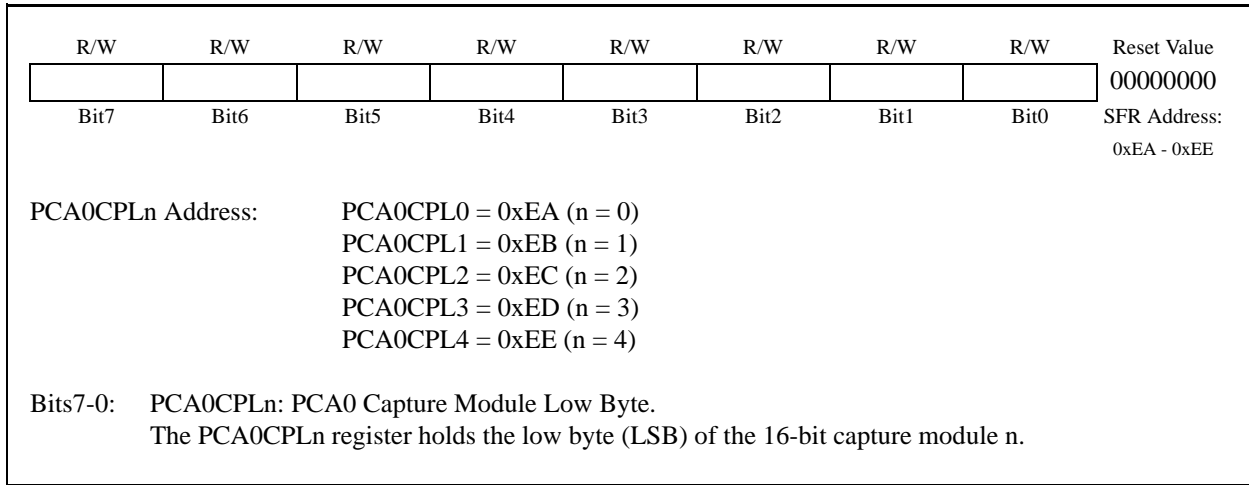 R/W R/W R/W R/W R/W R/W R/W R/W Reset Value
00000000
Bit7 Bit6 Bit5 Bit4 Bit3 Bit2 Bit1 Bit0 SFR Address:
0xEA - 0xEE
PCA0CPLn Address: PCA0CPL0 = 0xEA (n = 0)
PCA0CPL1 = 0xEB (n = 1)
PCA0CPL2 = 0xEC (n = 2)
PCA0CPL3 = 0xED (n = 3)
PCA0CPL4 = 0xEE (n = 4)
Bits7-0: PCA0CPLn: PCA0 Capture Module Low Byte.
The PCA0CPLn register holds the low byte (LSB) of the 16-bit capture module n.